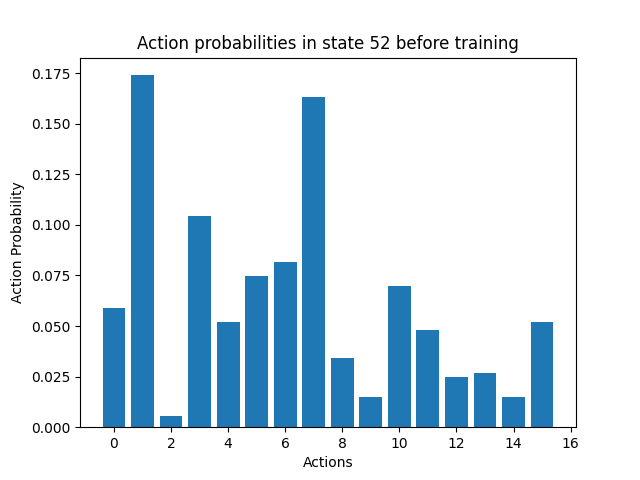 Action probabilities in state 52 before training
0.175
0.150
0.125
0.100
0.075
0.050
0.025
0.000
Action Probability
0 2 4 6 8 10 12 14 16
Actions